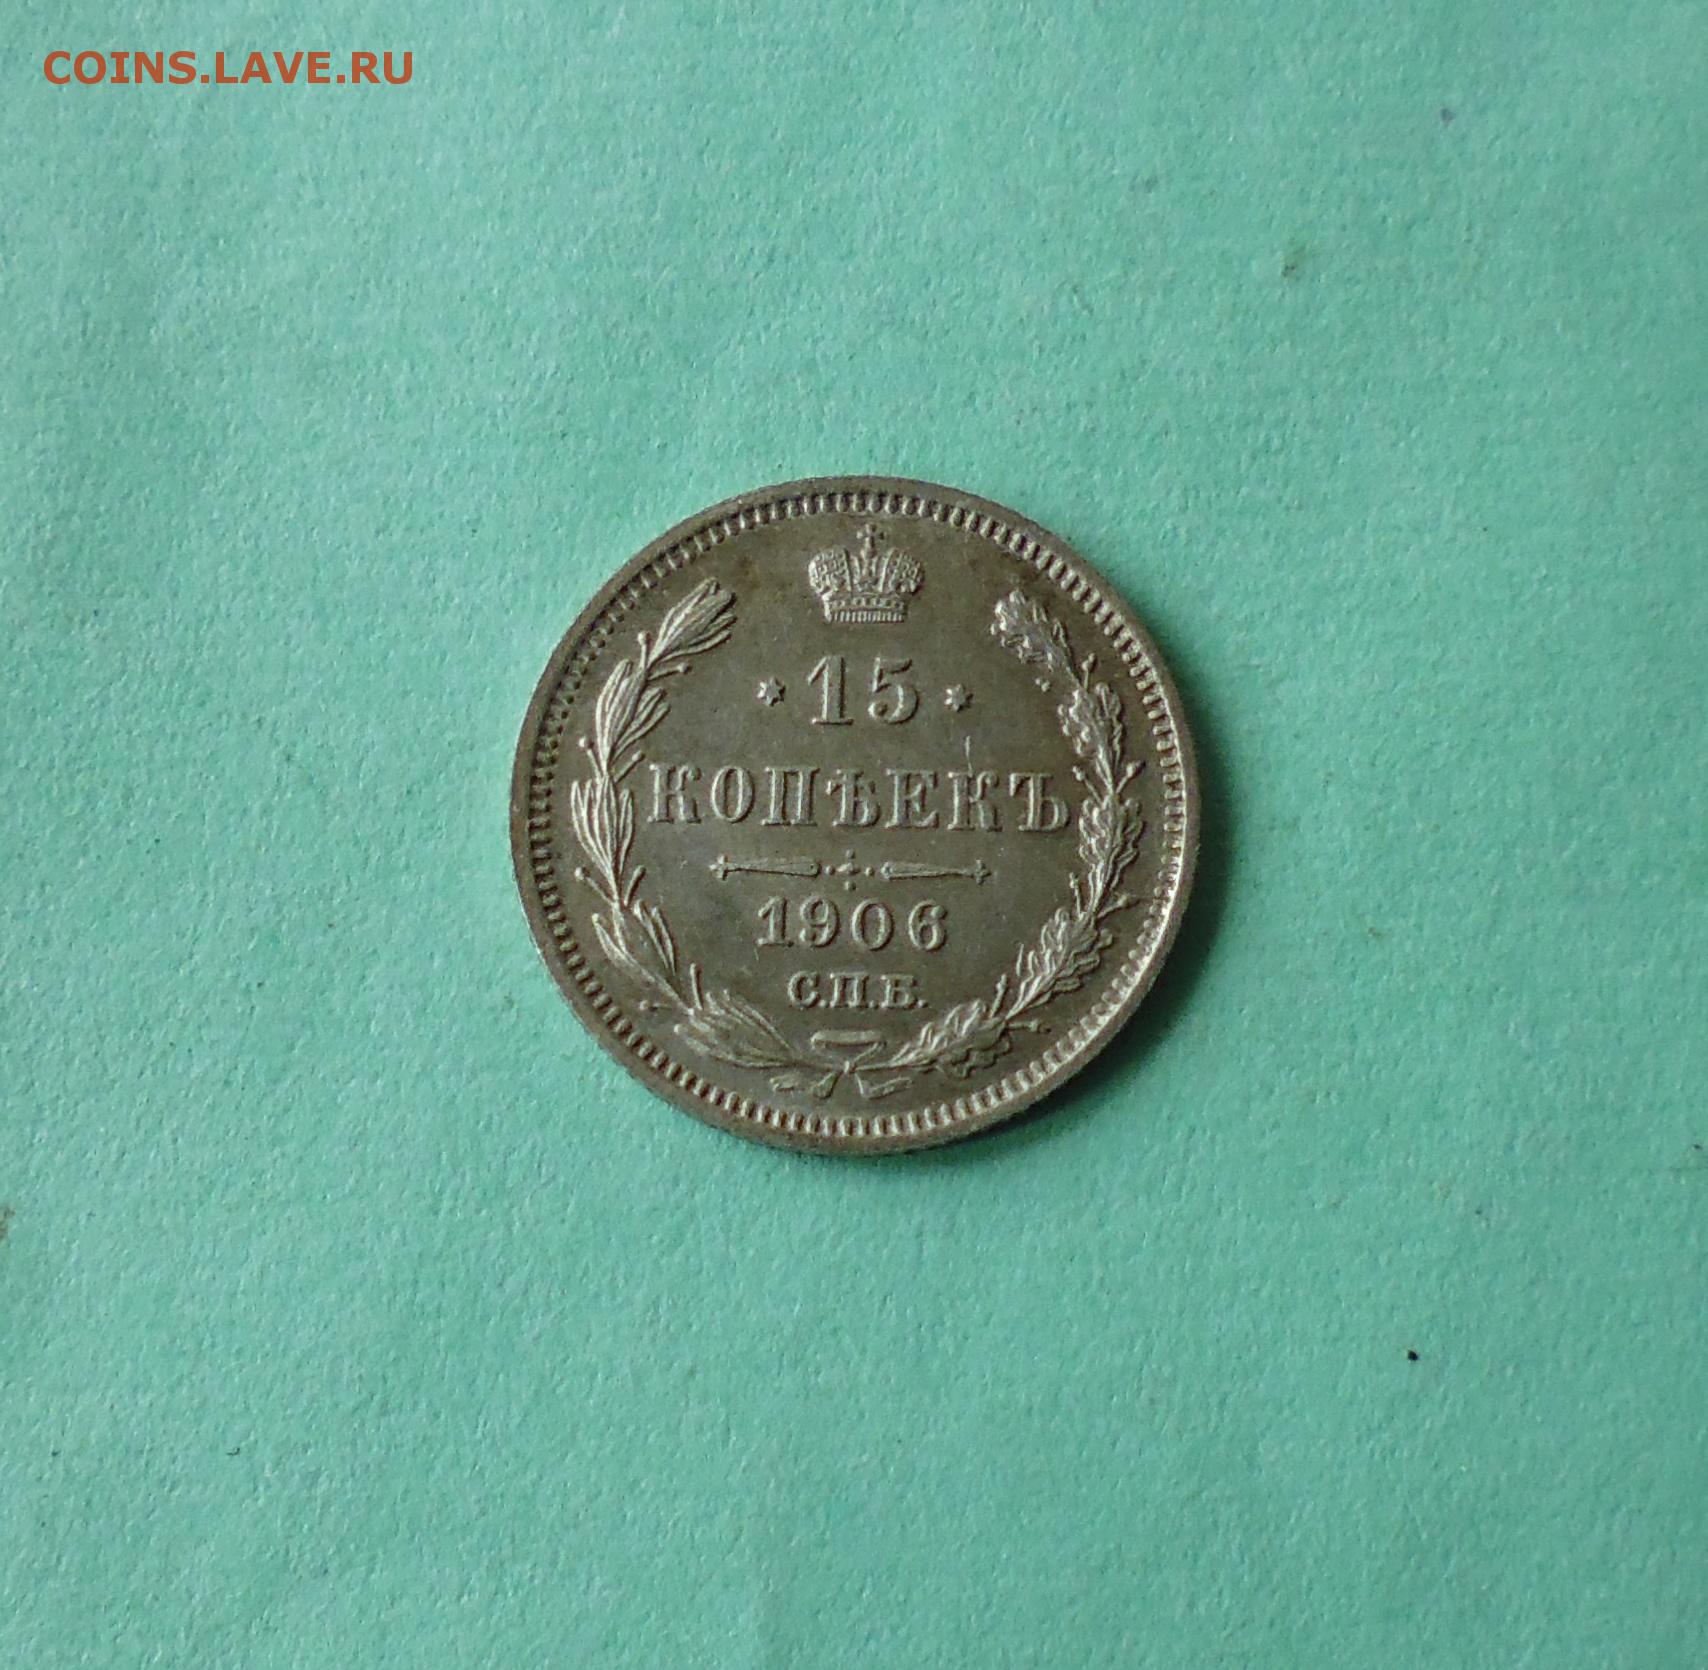 COINS.LAVE.RU
* 15 *
КОПѢЕКЪ
1906
С.П.Б.